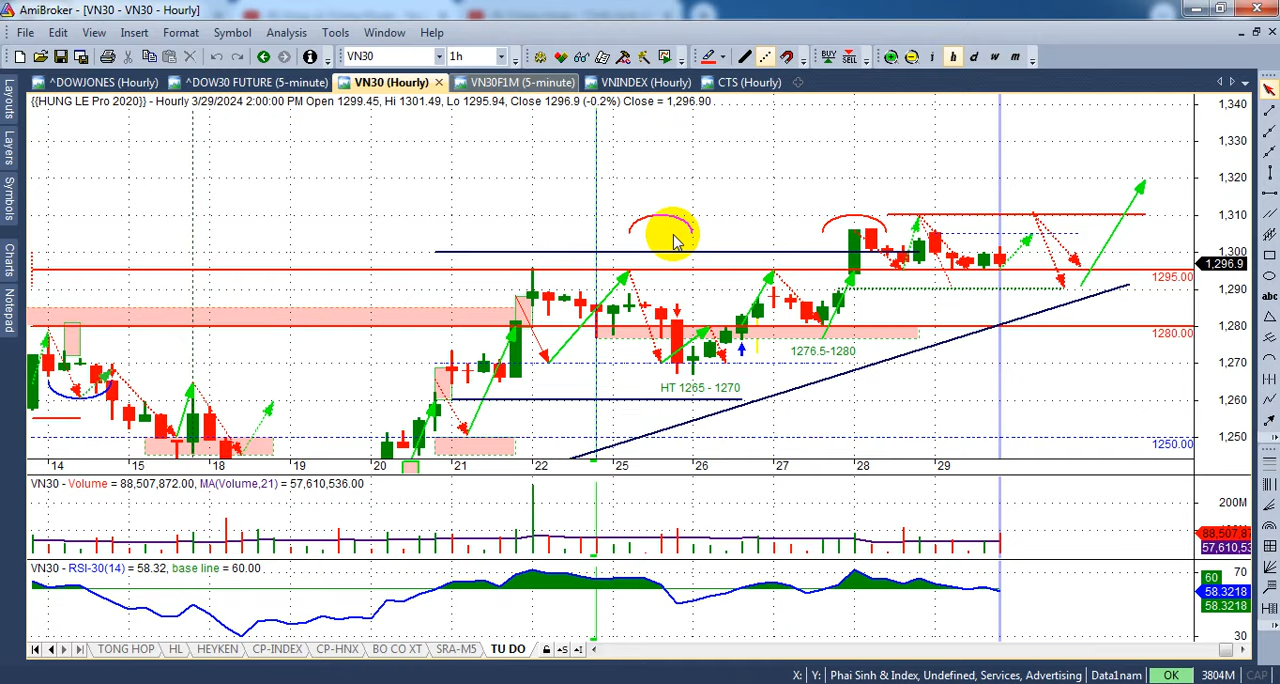 AmiBroker - [VN30 - VN30 - Hourly]
File Edit View Insert Format Symbol Analysis Tools Window Help
VN30 1h BUY SELL i h d w m
^DOWJONES (Hourly) ^DOW30 FUTURE (5-minute) VN30 (Hourly) VN30F1M (5-minute) VNINDEX (Hourly) CTS (Hourly)
Layouts
Layers
Symbols
Charts
Notepad
{{HUNG LE Pro 2020}} - Hourly 3/29/2024 2:00:00 PM Open 1299.45, Hi 1301.49, Lo 1295.94, Close 1296.9 (-0.2%) Close = 1,296.90
1,340
1,330
1,320
1,310
1,300
1,296.9
1,290
1295.00
1,280
1280.00
1276.5-1280
1,270
HT 1265 - 1270
1,260
1,250
1250.00
14 15 18 19 20 21 22 25 26 27 28 29
VN30 - Volume = 88,507,872.00, MA(Volume,21) = 57,610,536.00
200M
88,507,87
57,610,53
VN30 - RSI-30(14) = 58.32, base line = 60.00
70
60
58.3218
58.3218
30
TONG HOP HL HEYKEN CP-INDEX CP-HNX BO CO XT SRA-M5 TU DO
abc
X: Y: Phai Sinh & Index, Undefined, Services, Advertising Data1nam OK 3804M CAP